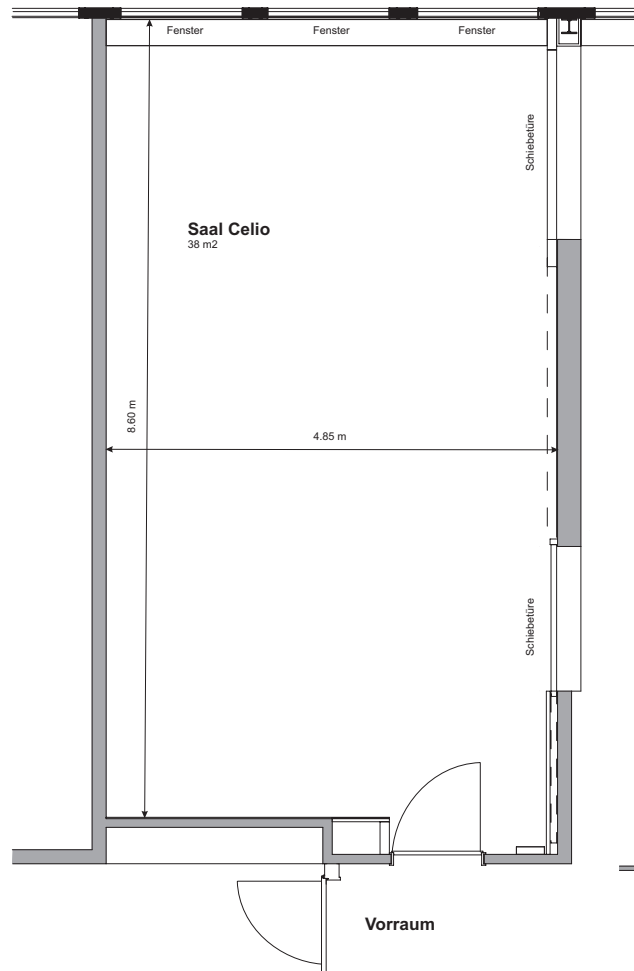 Fenster
Fenster
Fenster
Schiebetüre
Saal Celio
38 m2
8.60 m
4.85 m
Schiebetüre
Vorraum